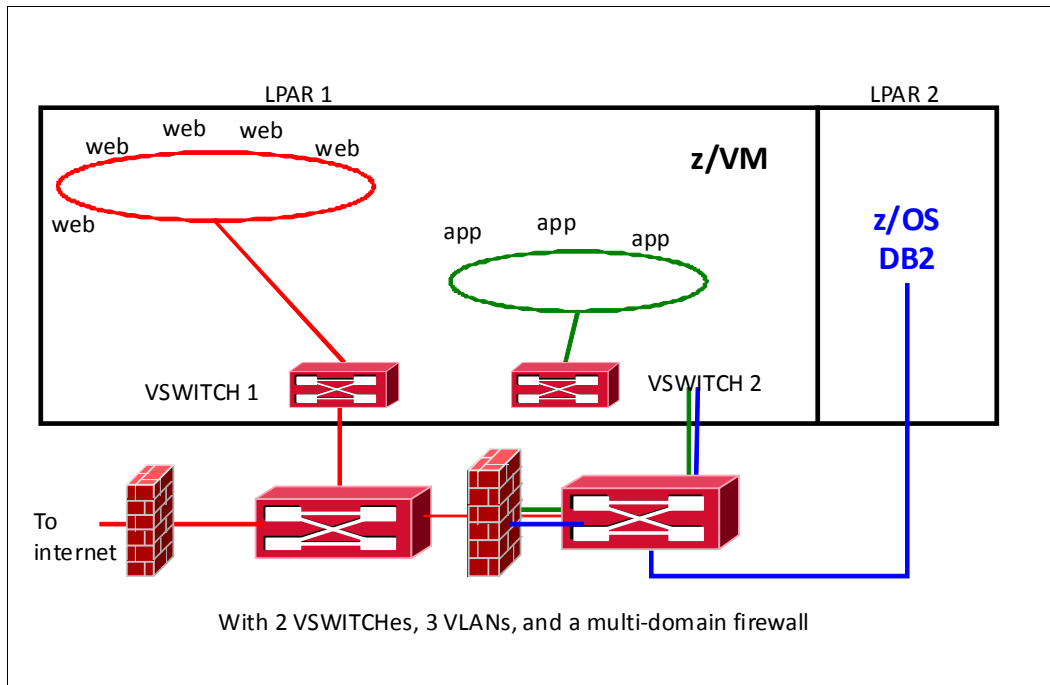 LPAR 1
LPAR 2
web
web
web
web
web
z/VM
app
app
app
z/OS
DB2
VSWITCH 1
VSWITCH 2
To
internet
With 2 VSWITCHes, 3 VLANs, and a multi-domain firewall